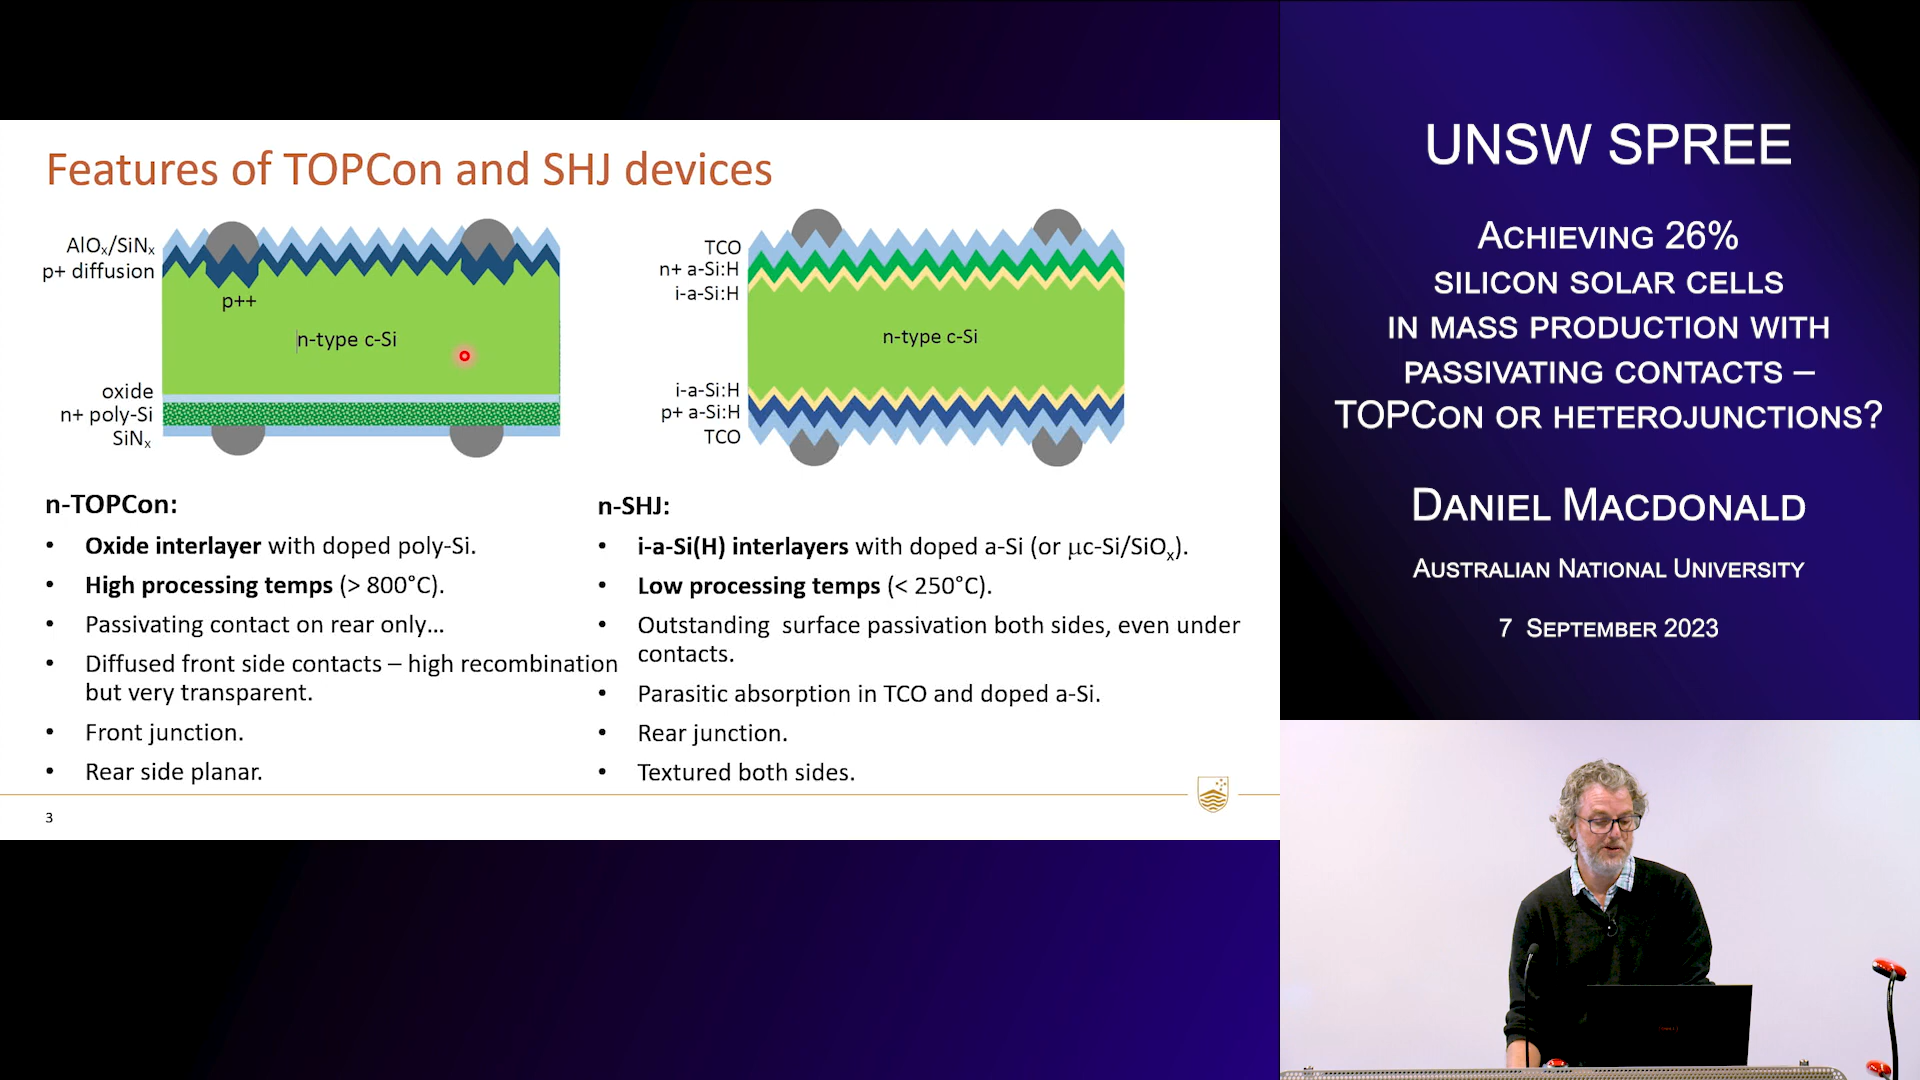 Features of TOPCon and SHJ devices
AlOₓ/SiNₓ
p+ diffusion
p++
n-type c-Si
oxide
n+ poly-Si
SiNₓ
TCO
n+ a-Si:H
i-a-Si:H
n-type c-Si
i-a-Si:H
p+ a-Si:H
TCO
n-TOPCon:
• Oxide interlayer with doped poly-Si.
• High processing temps (> 800°C).
• Passivating contact on rear only...
• Diffused front side contacts – high recombination
but very transparent.
• Front junction.
• Rear side planar.
n-SHJ:
• i-a-Si(H) interlayers with doped a-Si (or μc-Si/SiOₓ).
• Low processing temps (< 250°C).
• Outstanding surface passivation both sides, even under
contacts.
• Parasitic absorption in TCO and doped a-Si.
• Rear junction.
• Textured both sides.
3
UNSW SPREE
ACHIEVING 26%
SILICON SOLAR CELLS
IN MASS PRODUCTION WITH
PASSIVATING CONTACTS –
TOPCON OR HETEROJUNCTIONS?
DANIEL MACDONALD
AUSTRALIAN NATIONAL UNIVERSITY
7 SEPTEMBER 2023